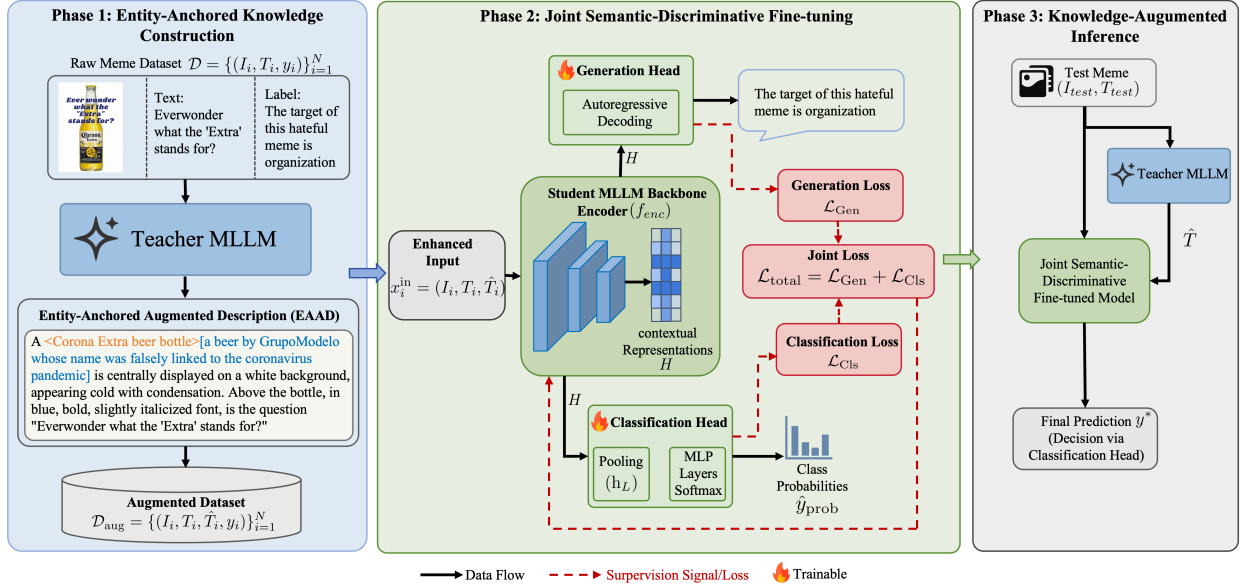 Phase 1: Entity-Anchored Knowledge
Construction
Raw Meme Dataset 𝒟 = {(I_i, T_i, y_i)}_{i=1}^N
Ever wonder
what the
"Extra"
stands for?
Corona
Extra
Text:
Everwonder
what the 'Extra'
stands for?
Label:
The target of
this hateful
meme is
organization
Teacher MLLM
Entity-Anchored Augmented Description (EAAD)
A <Corona Extra beer bottle>[a beer by GrupoModelo
whose name was falsely linked to the coronavirus
pandemic] is centrally displayed on a white background,
appearing cold with condensation. Above the bottle, in
blue, bold, slightly italicized font, is the question
"Everwonder what the 'Extra' stands for?"
Augmented Dataset
𝒟_aug = {(I_i, T_i, T̂_i, y_i)}_{i=1}^N
Phase 2: Joint Semantic-Discriminative Fine-tuning
Generation Head
Autoregressive
Decoding
The target of this hateful
meme is organization
H
Student MLLM Backbone
Encoder (f_enc)
Enhanced
Input
x_i^in = (I_i, T_i, T̂_i)
contextual
Representations
H
Generation Loss
ℒ_Gen
Joint Loss
ℒ_total = ℒ_Gen + ℒ_Cls
Classification Loss
ℒ_Cls
H
Classification Head
Pooling
(h_L)
MLP
Layers
Softmax
Class
Probabilities
ŷ_prob
Phase 3: Knowledge-Augumented
Inference
Test Meme
(I_test, T_test)
Teacher MLLM
T̂
Joint Semantic-
Discriminative
Fine-tuned Model
Final Prediction y*
(Decision via
Classification Head)
Data Flow
Surpervision Signal/Loss
Trainable